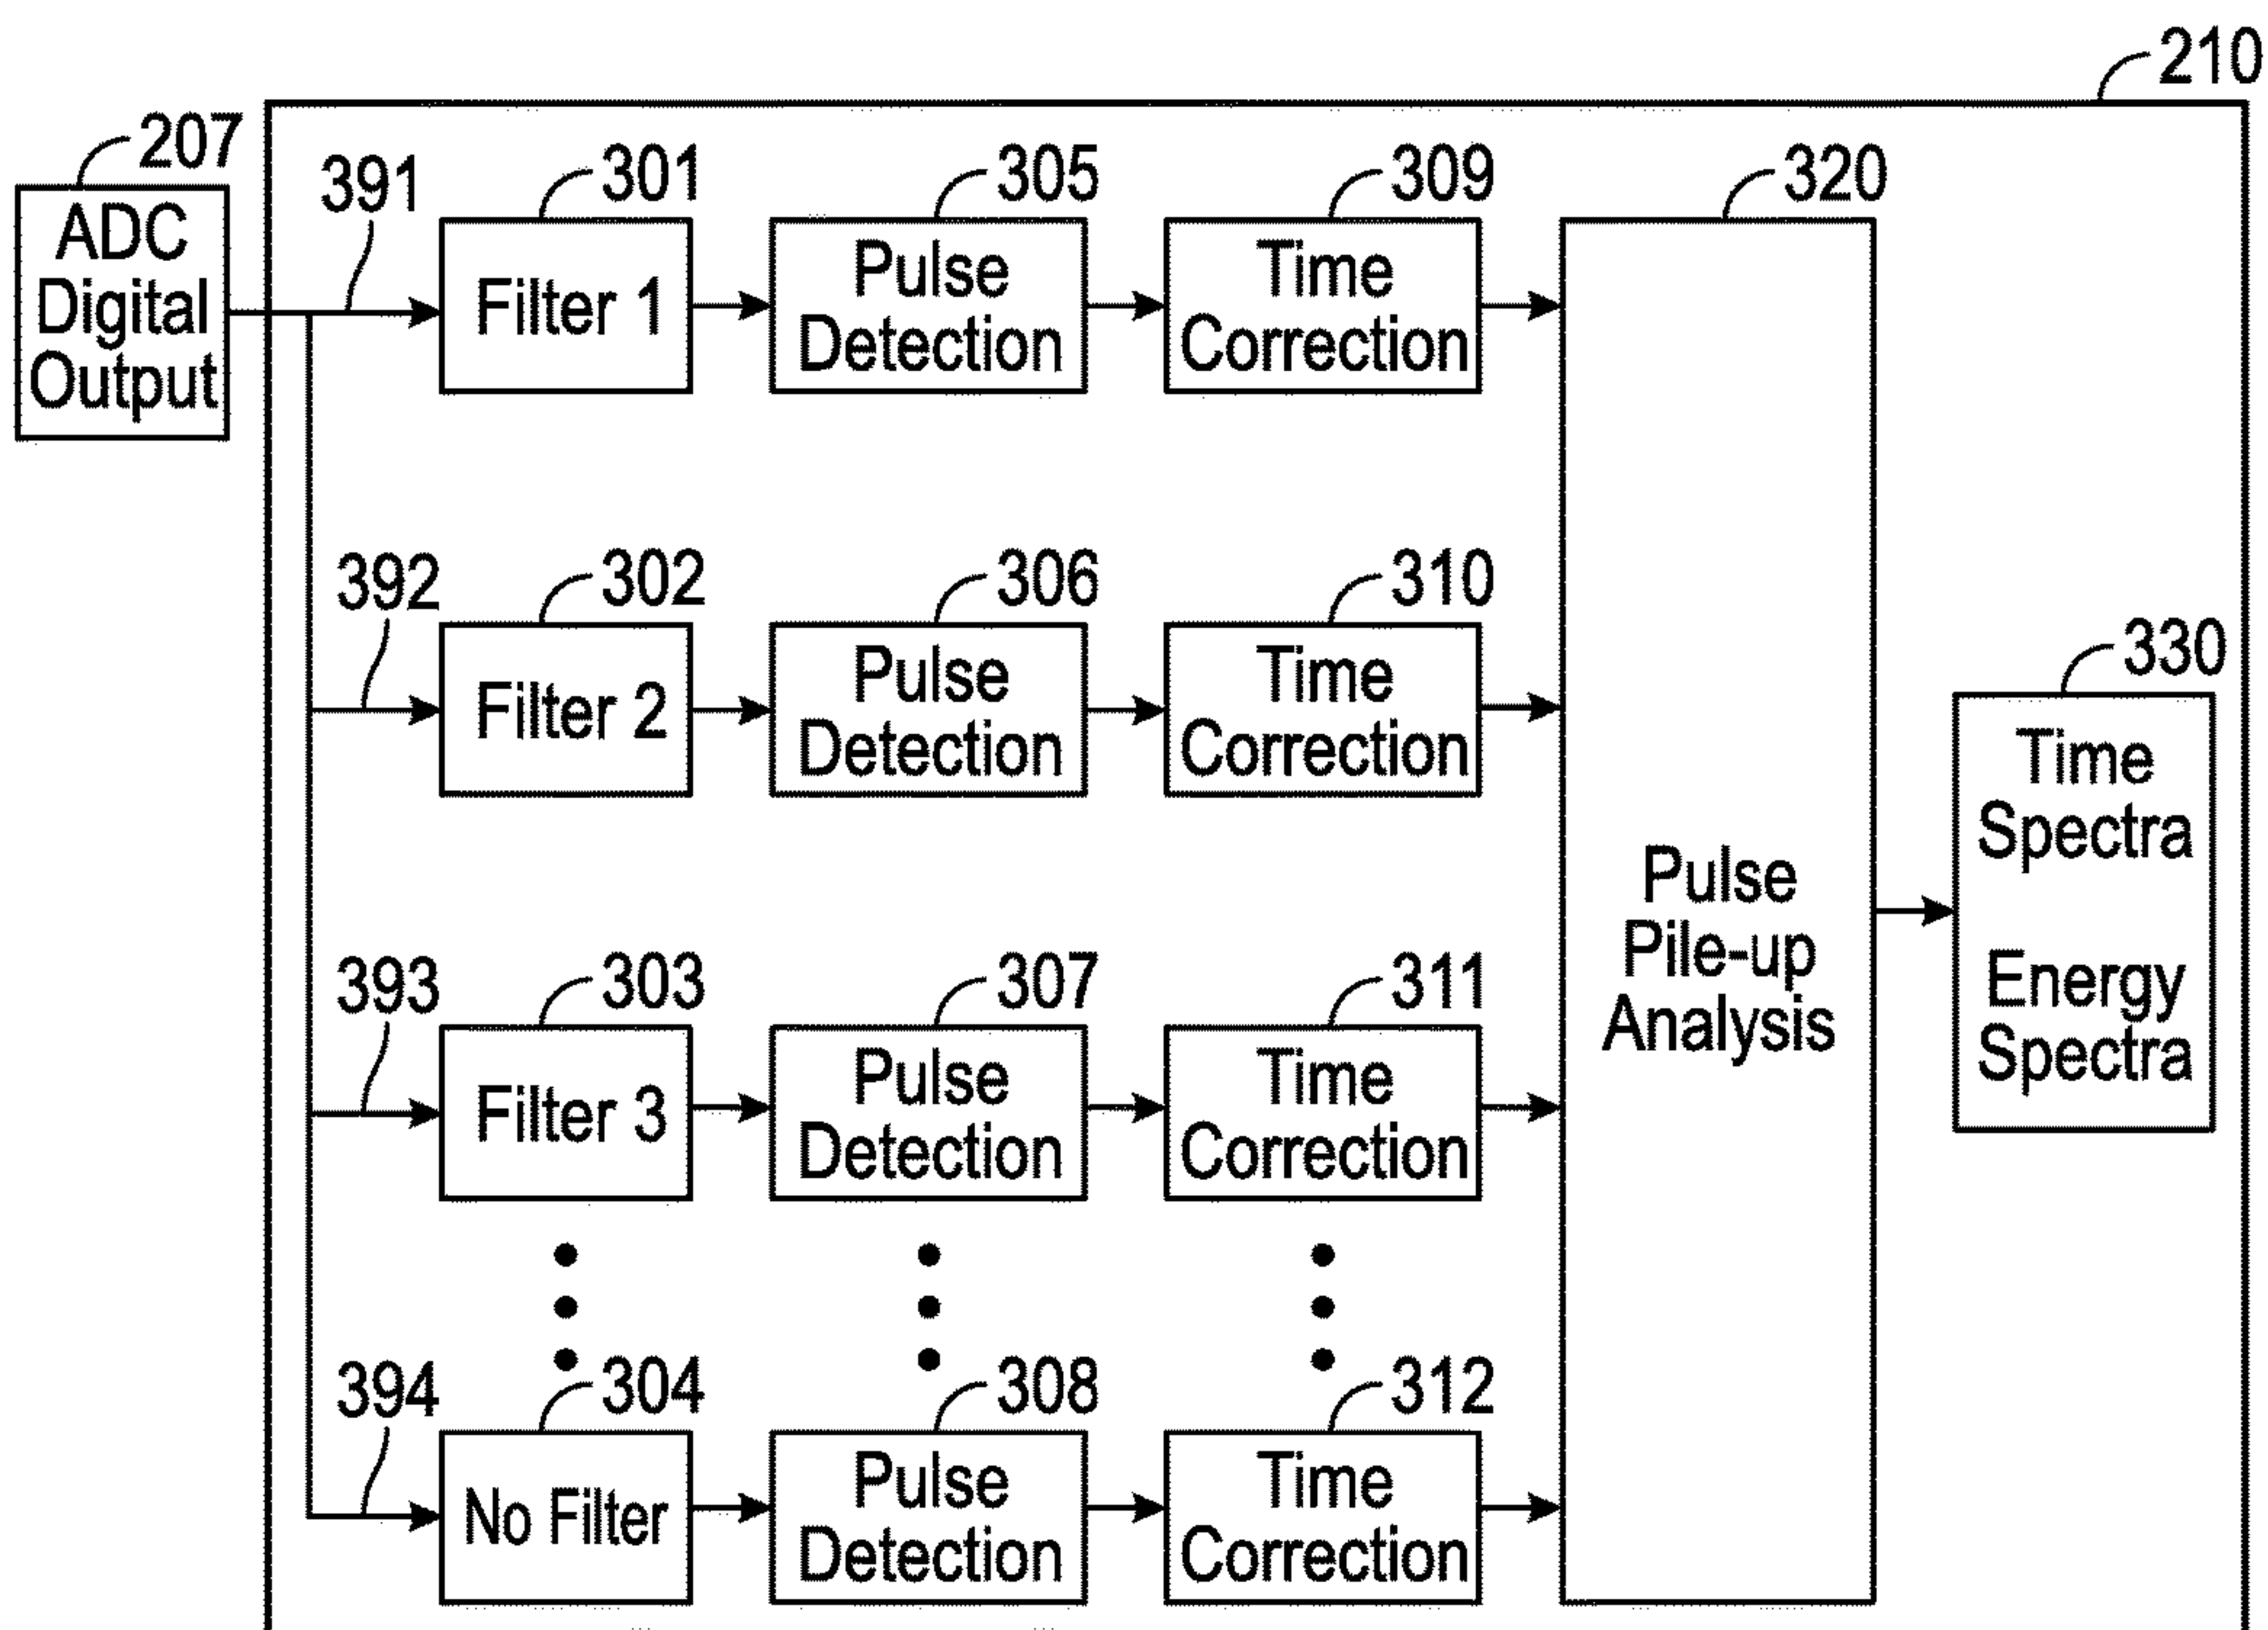 210
207
391
301
305
309
320
ADC
Digital
Output
Filter 1
Pulse
Detection
Time
Correction
392
302
306
310
Filter 2
Pulse
Detection
Time
Correction
393
303
307
311
Filter 3
Pulse
Detection
Time
Correction
394
304
308
312
No Filter
Pulse
Detection
Time
Correction
Pulse
Pile-up
Analysis
330
Time
Spectra
Energy
Spectra